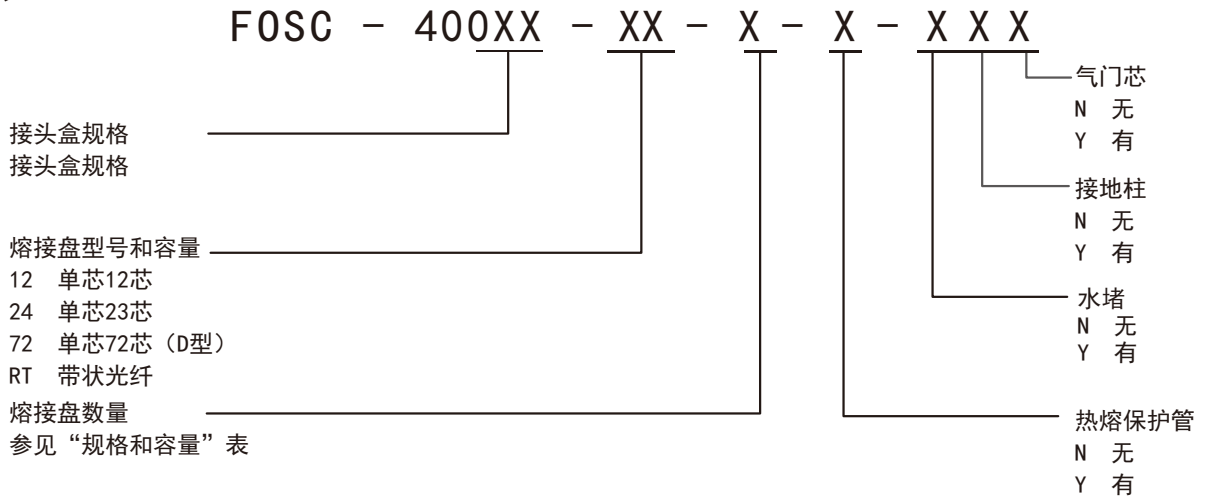 FOSC - 400XX - XX - X - X - X X X
接头盒规格
接头盒规格
熔接盘型号和容量
12 单芯12芯
24 单芯23芯
72 单芯72芯（D型）
RT 带状光纤
熔接盘数量
参见“规格和容量”表
气门芯
N 无
Y 有
接地柱
N 无
Y 有
水堵
N 无
Y 有
热熔保护管
N 无
Y 有